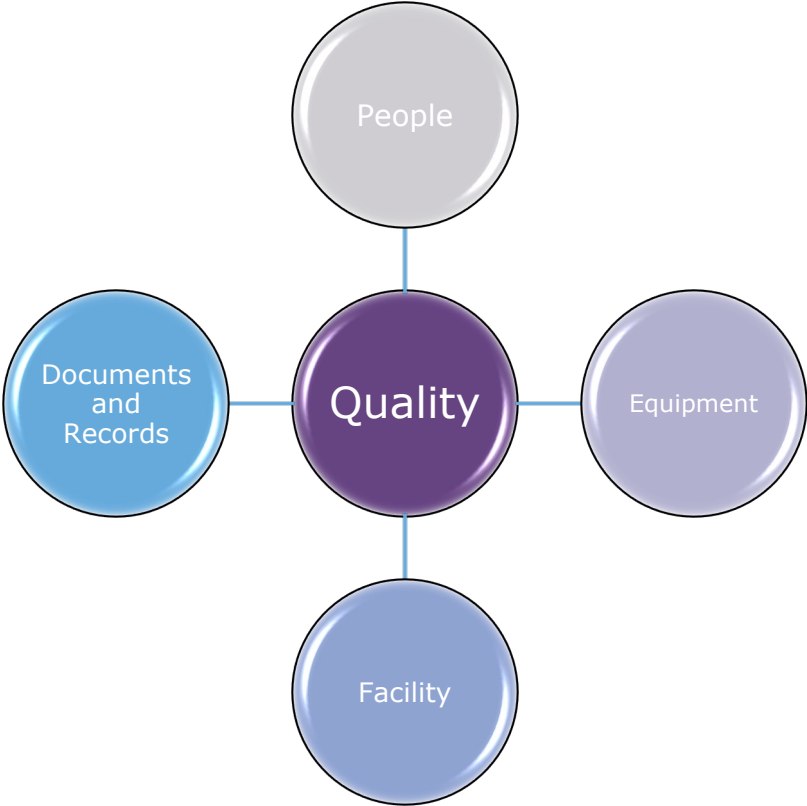 People
Documents
and
Records
Quality
Equipment
Facility